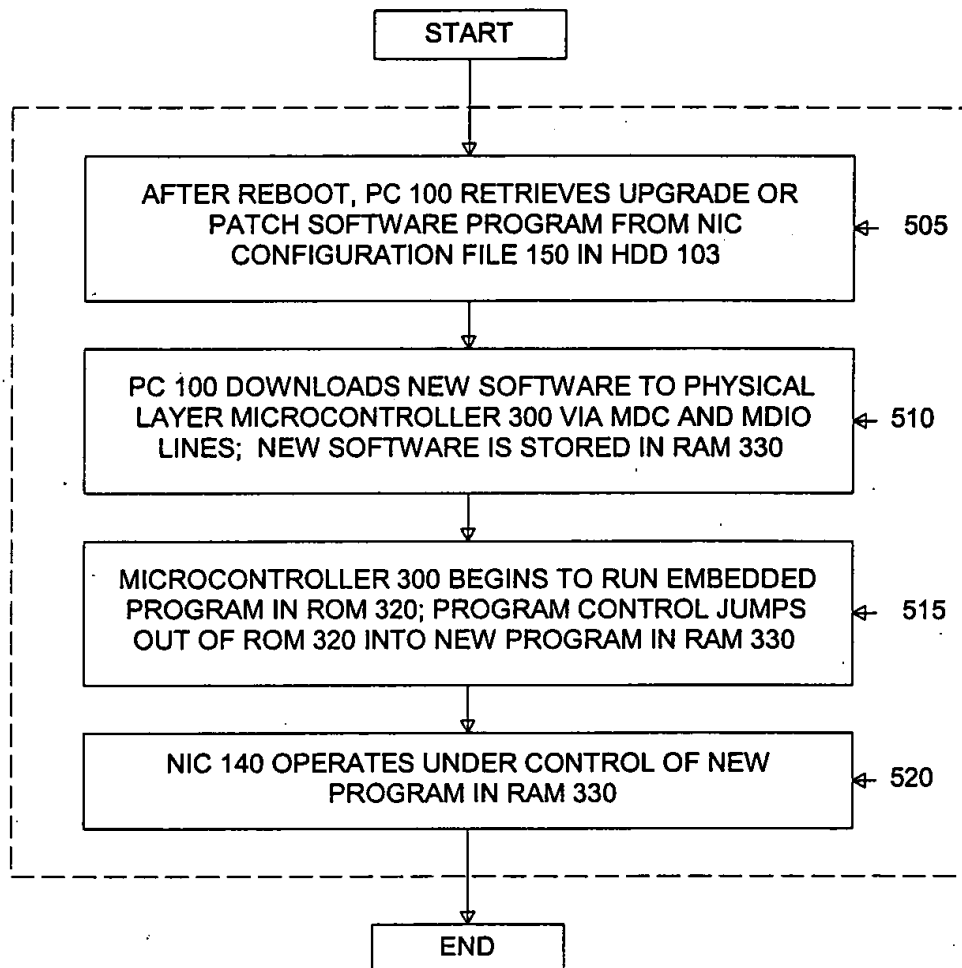 START
AFTER REBOOT, PC 100 RETRIEVES UPGRADE OR
PATCH SOFTWARE PROGRAM FROM NIC
CONFIGURATION FILE 150 IN HDD 103
505
PC 100 DOWNLOADS NEW SOFTWARE TO PHYSICAL
LAYER MICROCONTROLLER 300 VIA MDC AND MDIO
LINES; NEW SOFTWARE IS STORED IN RAM 330
510
MICROCONTROLLER 300 BEGINS TO RUN EMBEDDED
PROGRAM IN ROM 320; PROGRAM CONTROL JUMPS
OUT OF ROM 320 INTO NEW PROGRAM IN RAM 330
515
NIC 140 OPERATES UNDER CONTROL OF NEW
PROGRAM IN RAM 330
520
END